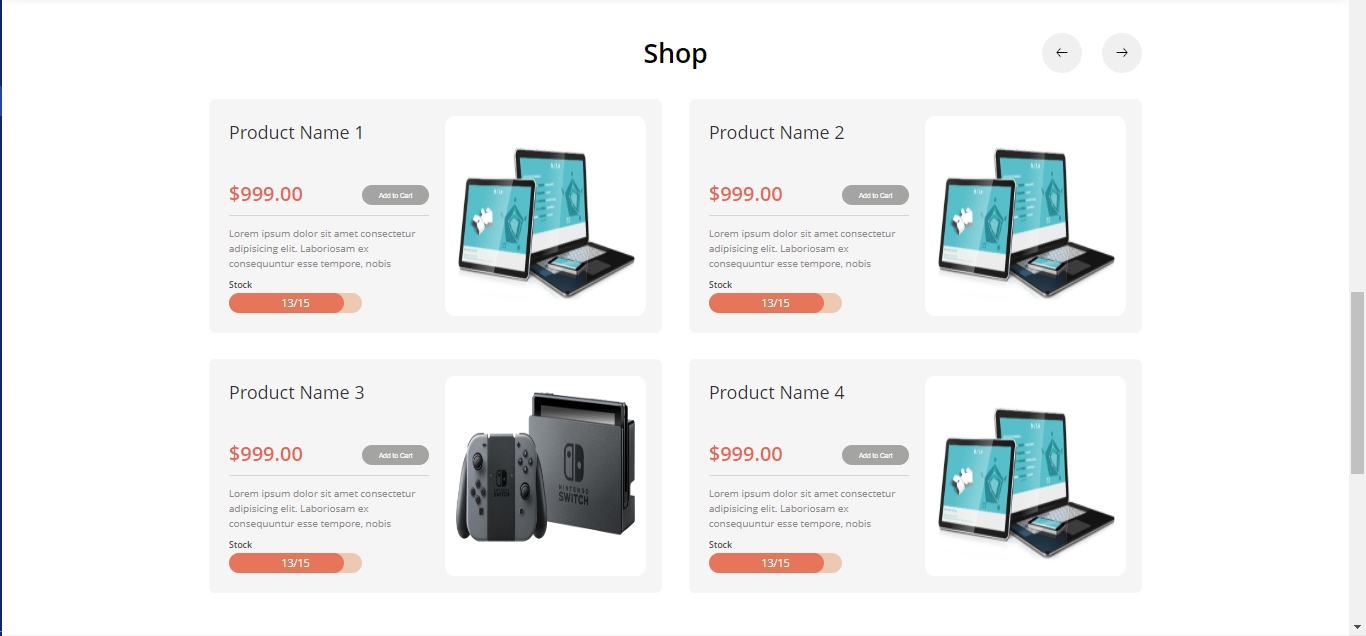 Shop
Product Name 1
$999.00
Add to Cart
Lorem ipsum dolor sit amet consectetur
adipisicing elit. Laboriosam ex
consequuntur esse tempore, nobis
Stock
13/15
Product Name 2
$999.00
Add to Cart
Lorem ipsum dolor sit amet consectetur
adipisicing elit. Laboriosam ex
consequuntur esse tempore, nobis
Stock
13/15
Product Name 3
$999.00
Add to Cart
Lorem ipsum dolor sit amet consectetur
adipisicing elit. Laboriosam ex
consequuntur esse tempore, nobis
Stock
13/15
NINTENDO
SWITCH
NINTENDO
SWITCH
Product Name 4
$999.00
Add to Cart
Lorem ipsum dolor sit amet consectetur
adipisicing elit. Laboriosam ex
consequuntur esse tempore, nobis
Stock
13/15